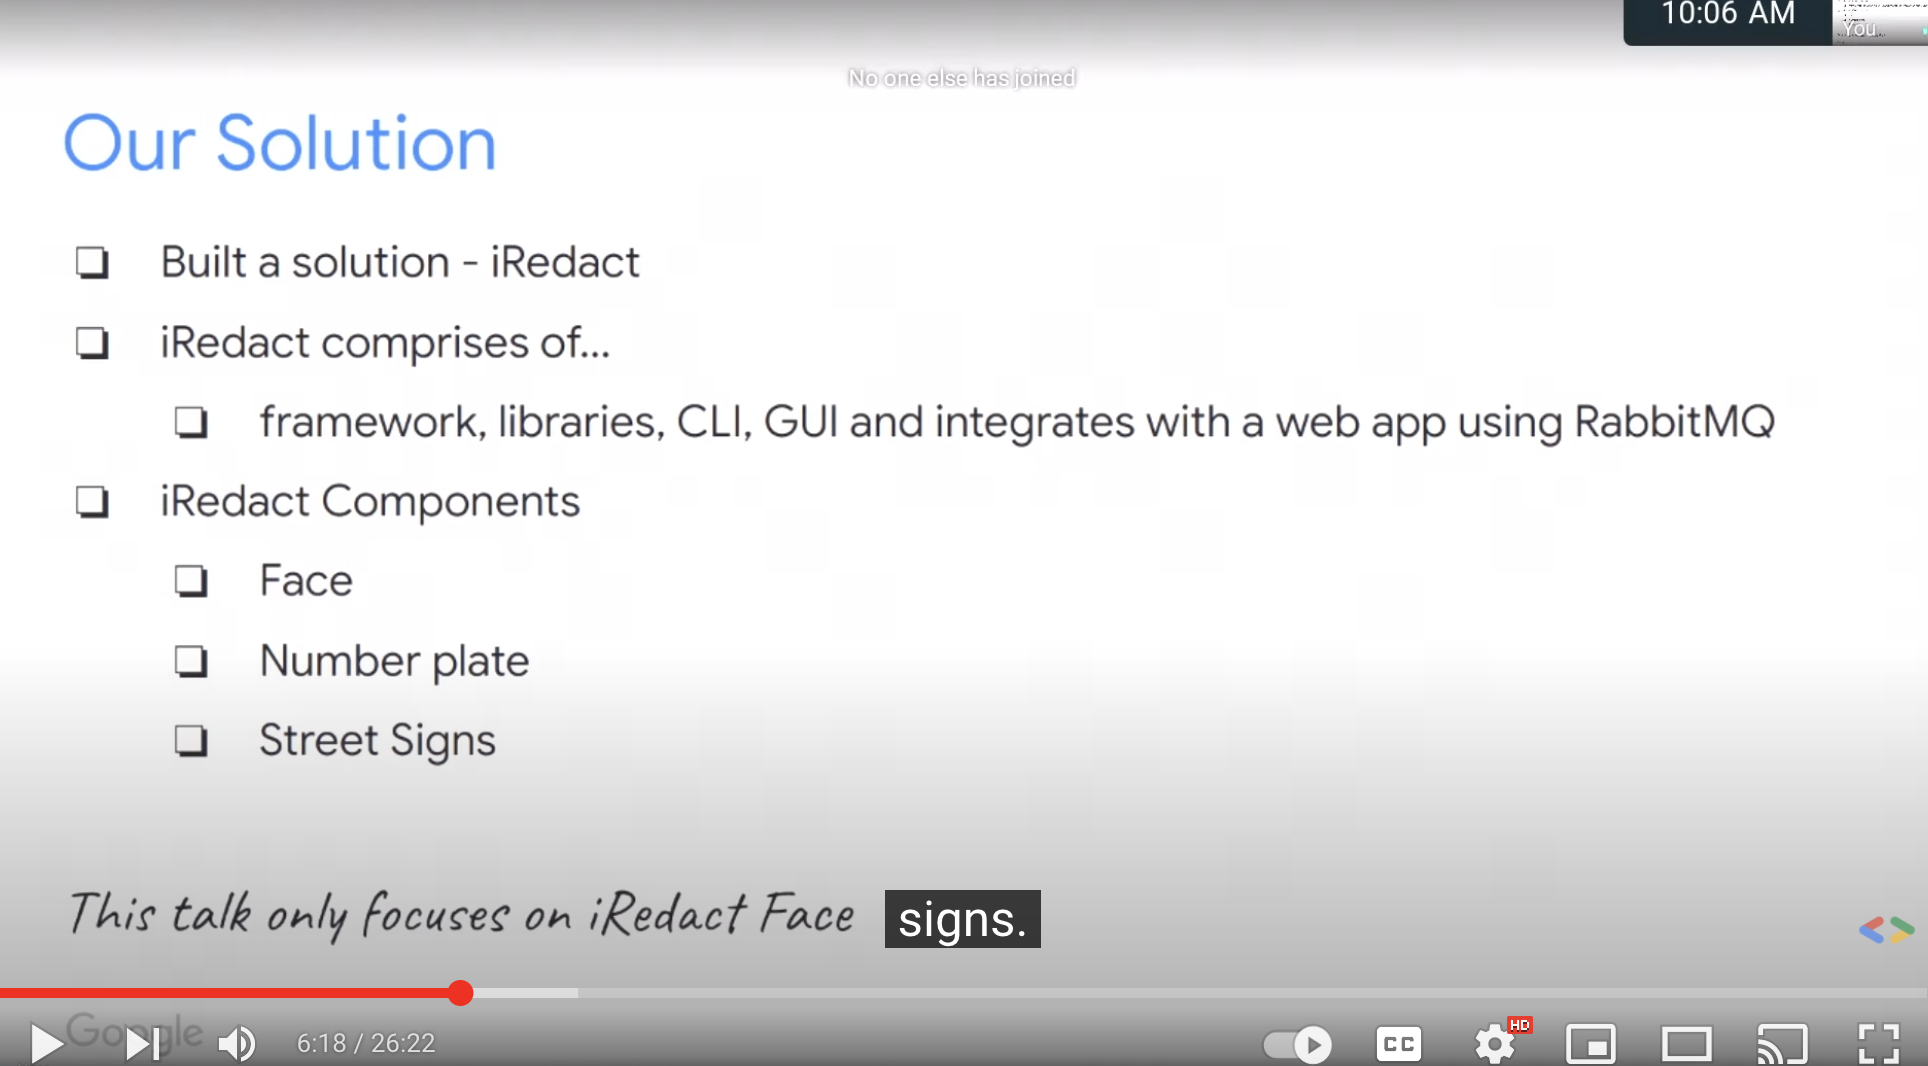 10:06 AM
You
No one else has joined
Our Solution
Built a solution - iRedact
iRedact comprises of...
framework, libraries, CLI, GUI and integrates with a web app using RabbitMQ
iRedact Components
Face
Number plate
Street Signs
This talk only focuses on iRedact Face
signs.
Google
6:18 / 26:22
CC
HD